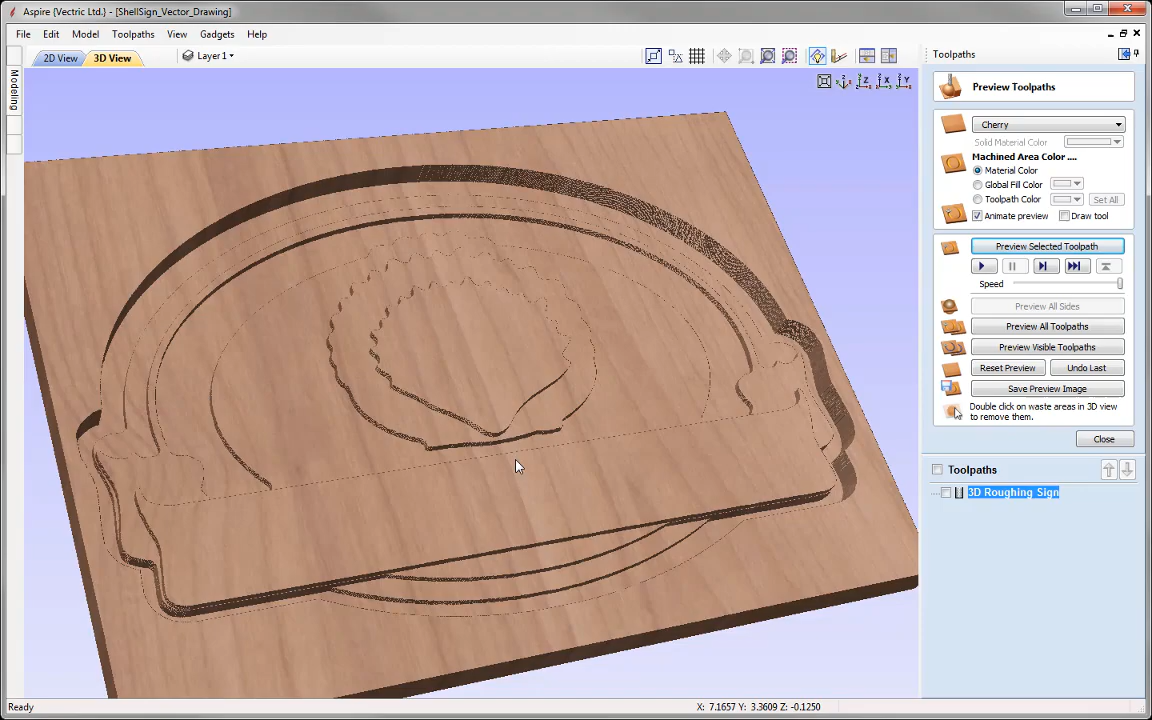 Aspire {Vectric Ltd.} - [ShellSign_Vector_Drawing]
File Edit Model Toolpaths View Gadgets Help
2D View 3D View Layer 1
Modeling
Z X Y
Toolpaths
Preview Toolpaths
Cherry
Solid Material Color
Machined Area Color ....
Material Color
Global Fill Color
Toolpath Color Set All
Animate preview Draw tool
Preview Selected Toolpath
Speed
Preview All Sides
Preview All Toolpaths
Preview Visible Toolpaths
Reset Preview Undo Last
Save Preview Image
Double click on waste areas in 3D view
to remove them.
Close
Toolpaths
3D Roughing Sign
Ready X: 7.1657 Y: 3.3609 Z: -0.1250